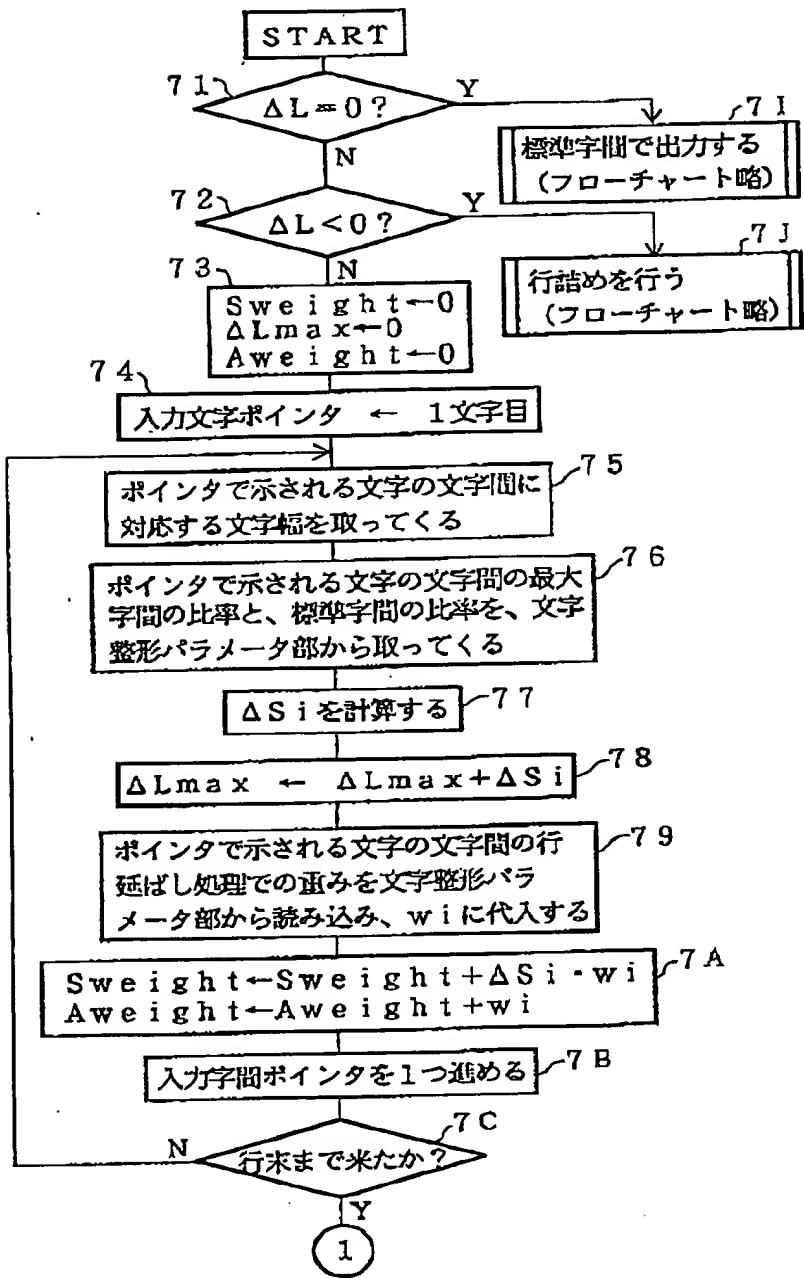 START
71
ΔL=0?
Y
7I
標準字間で出力する
(フローチャート略)
N
72
ΔL<0?
Y
7J
行詰めを行う
(フローチャート略)
N
73
Sweight←0
ΔLmax←0
Aweight←0
74
入力文字ポインタ ← 1文字目
75
ポインタで示される文字の文字間に
対応する文字幅を取ってくる
76
ポインタで示される文字の文字間の最大
字間の比率と、標準字間の比率を、文字
整形パラメータ部から取ってくる
77
ΔSiを計算する
78
ΔLmax ← ΔLmax+ΔSi
79
ポインタで示される文字の文字間の行
延ばし処理での重みを文字整形パラ
メータ部から読み込み、wiに代入する
7A
Sweight←Sweight+ΔSi・wi
Aweight←Aweight+wi
7B
入力字間ポインタを1つ進める
7C
行末まで来たか?
N
Y
1